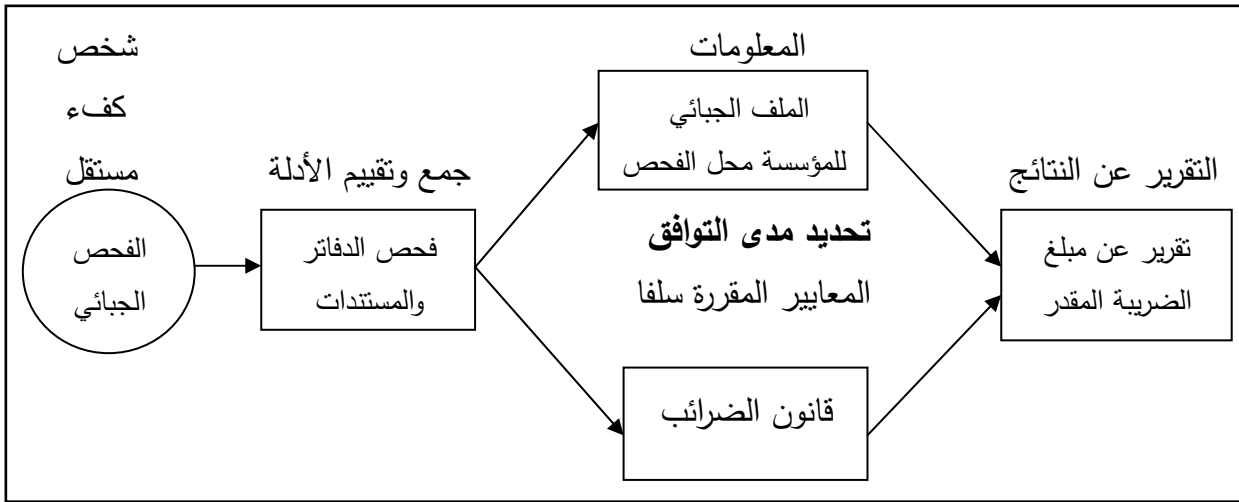 شخص
كفء
مستقل
الفحص
الجبائي
جمع وتقييم الأدلة
فحص الدفاتر
والمستندات
المعلومات
الملف الجبائي
للمؤسسة محل الفحص
تحديد مدى التوافق
المعايير المقررة سلفا
قانون الضرائب
التقرير عن النتائج
تقرير عن مبلغ
الضريبة المقدر